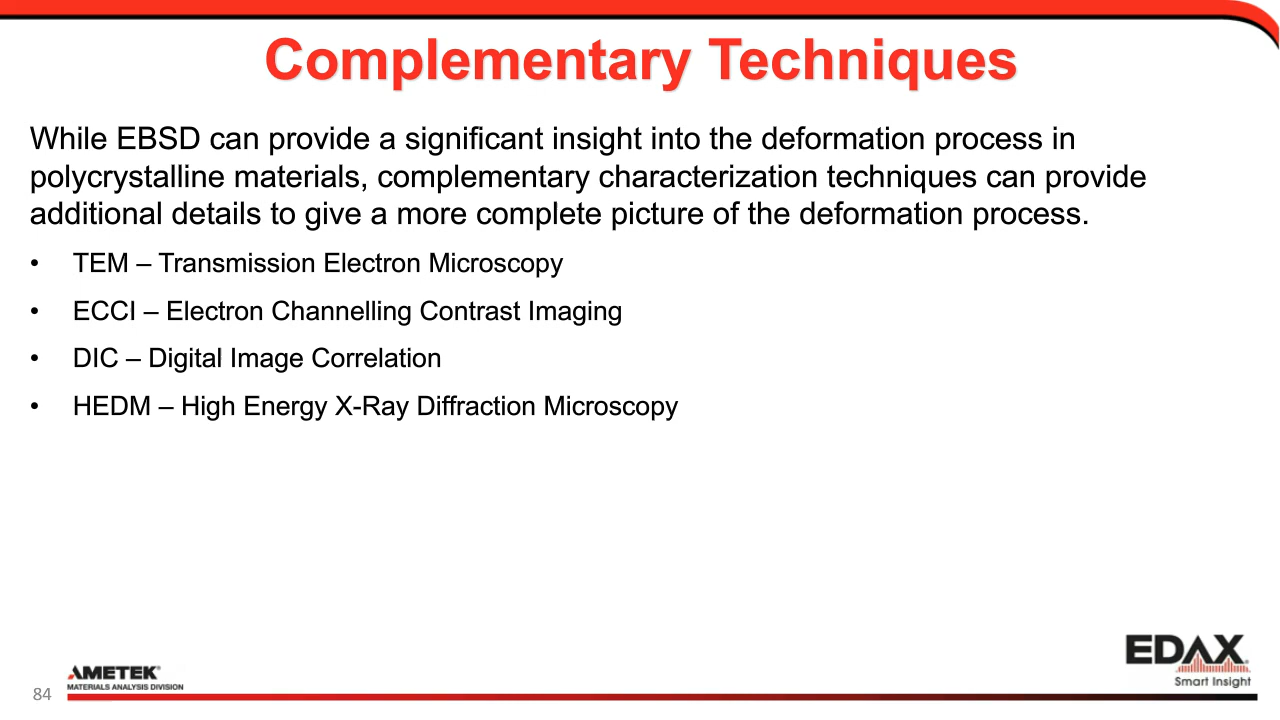 Complementary Techniques
While EBSD can provide a significant insight into the deformation process in
polycrystalline materials, complementary characterization techniques can provide
additional details to give a more complete picture of the deformation process.
• TEM – Transmission Electron Microscopy
• ECCI – Electron Channelling Contrast Imaging
• DIC – Digital Image Correlation
• HEDM – High Energy X-Ray Diffraction Microscopy
84
AMETEK®
MATERIALS ANALYSIS DIVISION
EDAX®
Smart Insight